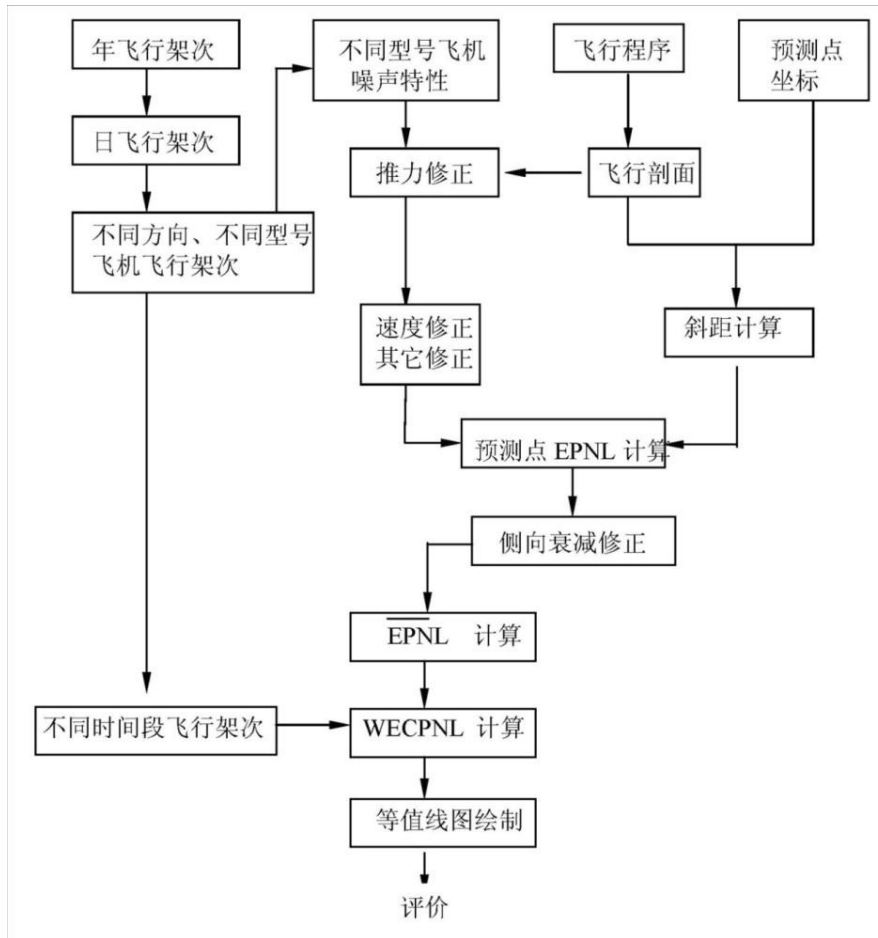 年飞行架次
不同型号飞机
噪声特性
飞行程序
预测点
坐标
日飞行架次
推力修正
飞行剖面
不同方向、不同型号
飞机飞行架次
速度修正
其它修正
斜距计算
预测点 EPNL 计算
侧向衰减修正
EPNL 计算
不同时间段飞行架次
WECPNL 计算
等值线图绘制
评价